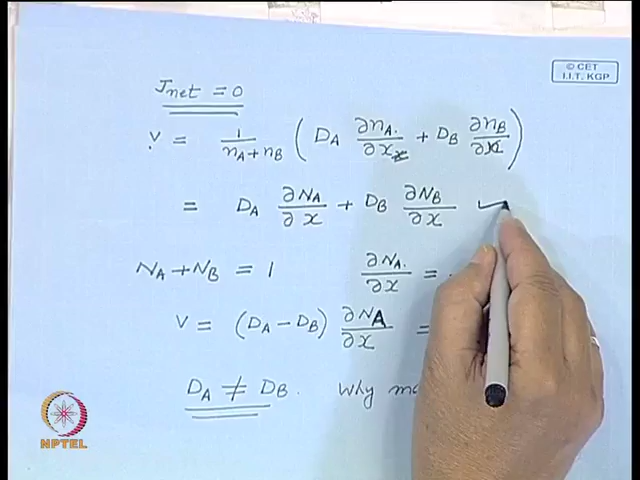 © CET
I.I.T. KGP
Jnet = 0
v = 1/(nA+nB) ( DA ∂nA/∂x + DB ∂nB/∂x )
= DA ∂NA/∂x + DB ∂NB/∂x
NA + NB = 1 ∂NA/∂x =
v = (DA – DB) ∂NA/∂x =
DA ≠ DB. Why
NPTEL